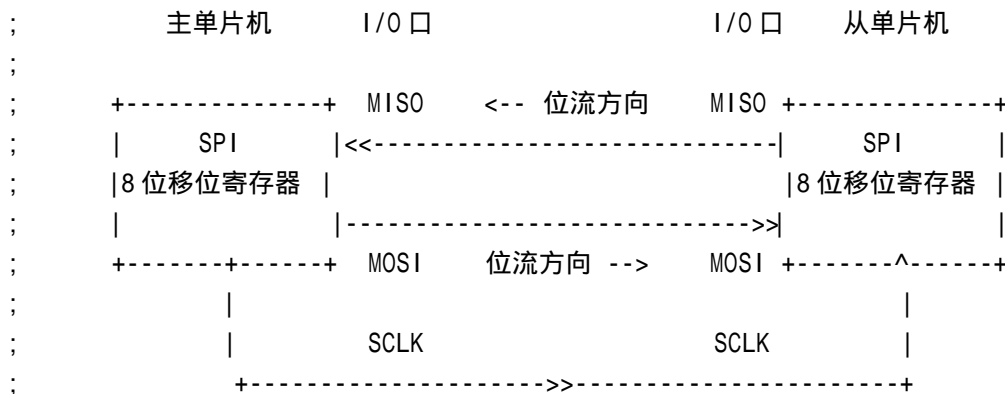 ; 主单片机 I/O 口 I/O 口 从单片机
;
; +--------------+ MISO <-- 位流方向 MISO +--------------+
; | SPI |<<-------------------------------| SPI |
; |8 位移位寄存器 | |8 位移位寄存器 |
; | |----------------------------->>| |
; +-------+------+ MOSI 位流方向 --> MOSI +-------^------+
; | |
; | SCLK SCLK |
; +---------------------->>-----------------------+